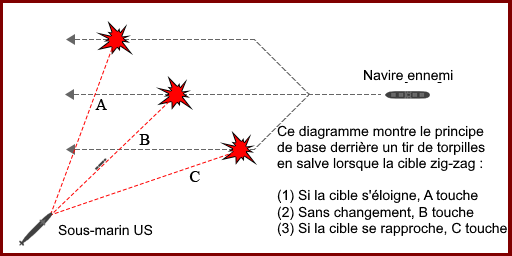 Navire ennemi
A
B
C
Ce diagramme montre le principe
de base derrière un tir de torpilles
en salve lorsque la cible zig-zag :
(1) Si la cible s'éloigne, A touche
(2) Sans changement, B touche
(3) Si la cible se rapproche, C touche
Sous-marin US